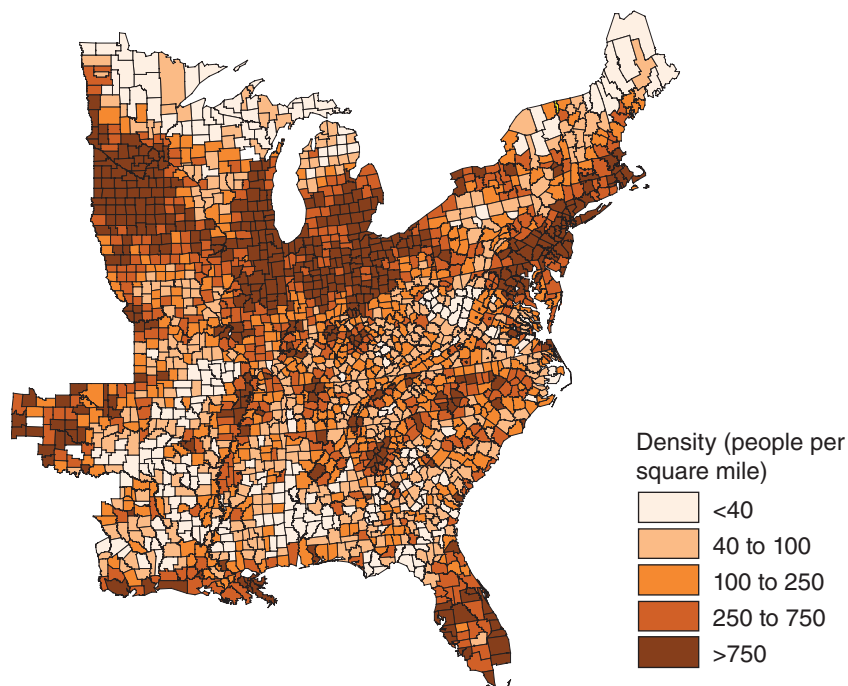 Density (people per
square mile)
<40
40 to 100
100 to 250
250 to 750
>750